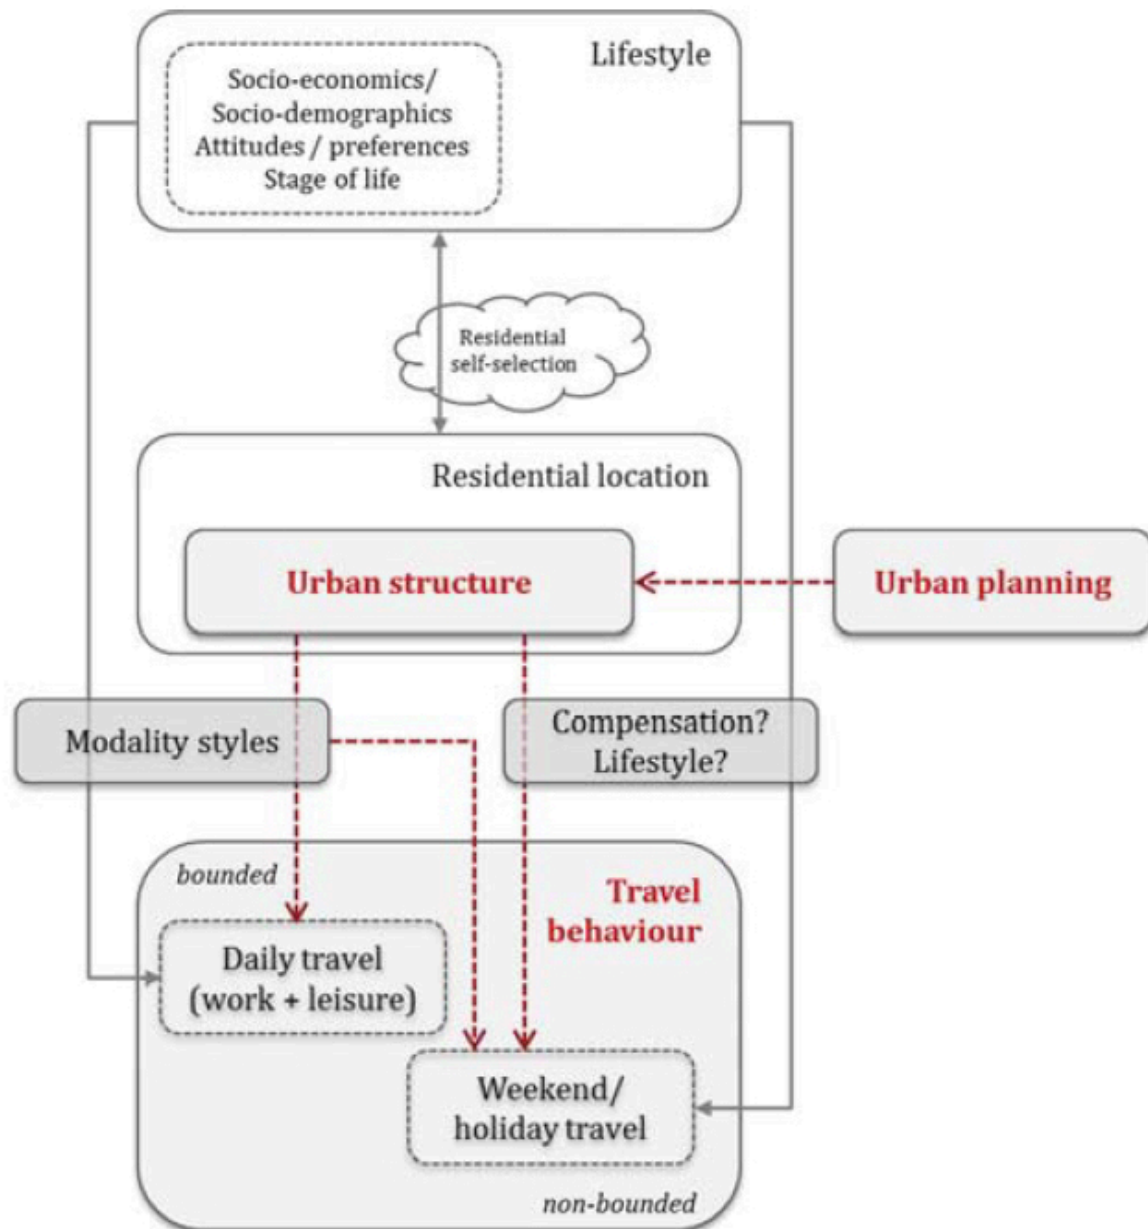 Lifestyle
Socio-economics/
Socio-demographics
Attitudes / preferences
Stage of life
Residential
self-selection
Residential location
Urban structure
Urban planning
Modality styles
Compensation?
Lifestyle?
bounded
Travel
behaviour
Daily travel
(work + leisure)
Weekend/
holiday travel
non-bounded